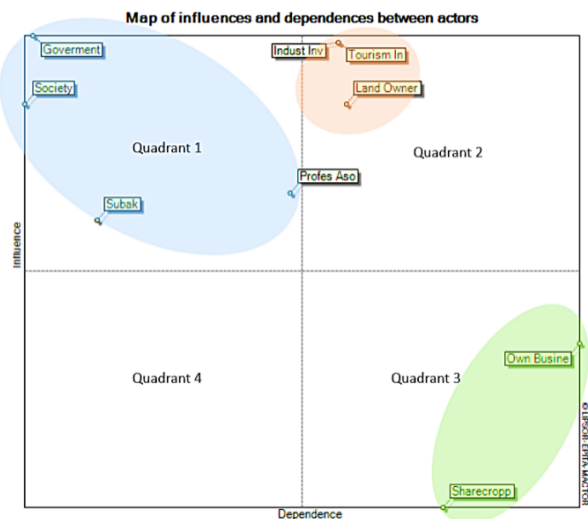 Map of influences and dependences between actors
Goverment
Indust Inv
Tourism In
Society
Land Owner
Quadrant 1
Quadrant 2
Profes Aso
Subak
Influence
Own Busine
Quadrant 4
Quadrant 3
Sharecropp
Dependence
© LIPSOR-EPITA-MACTOR